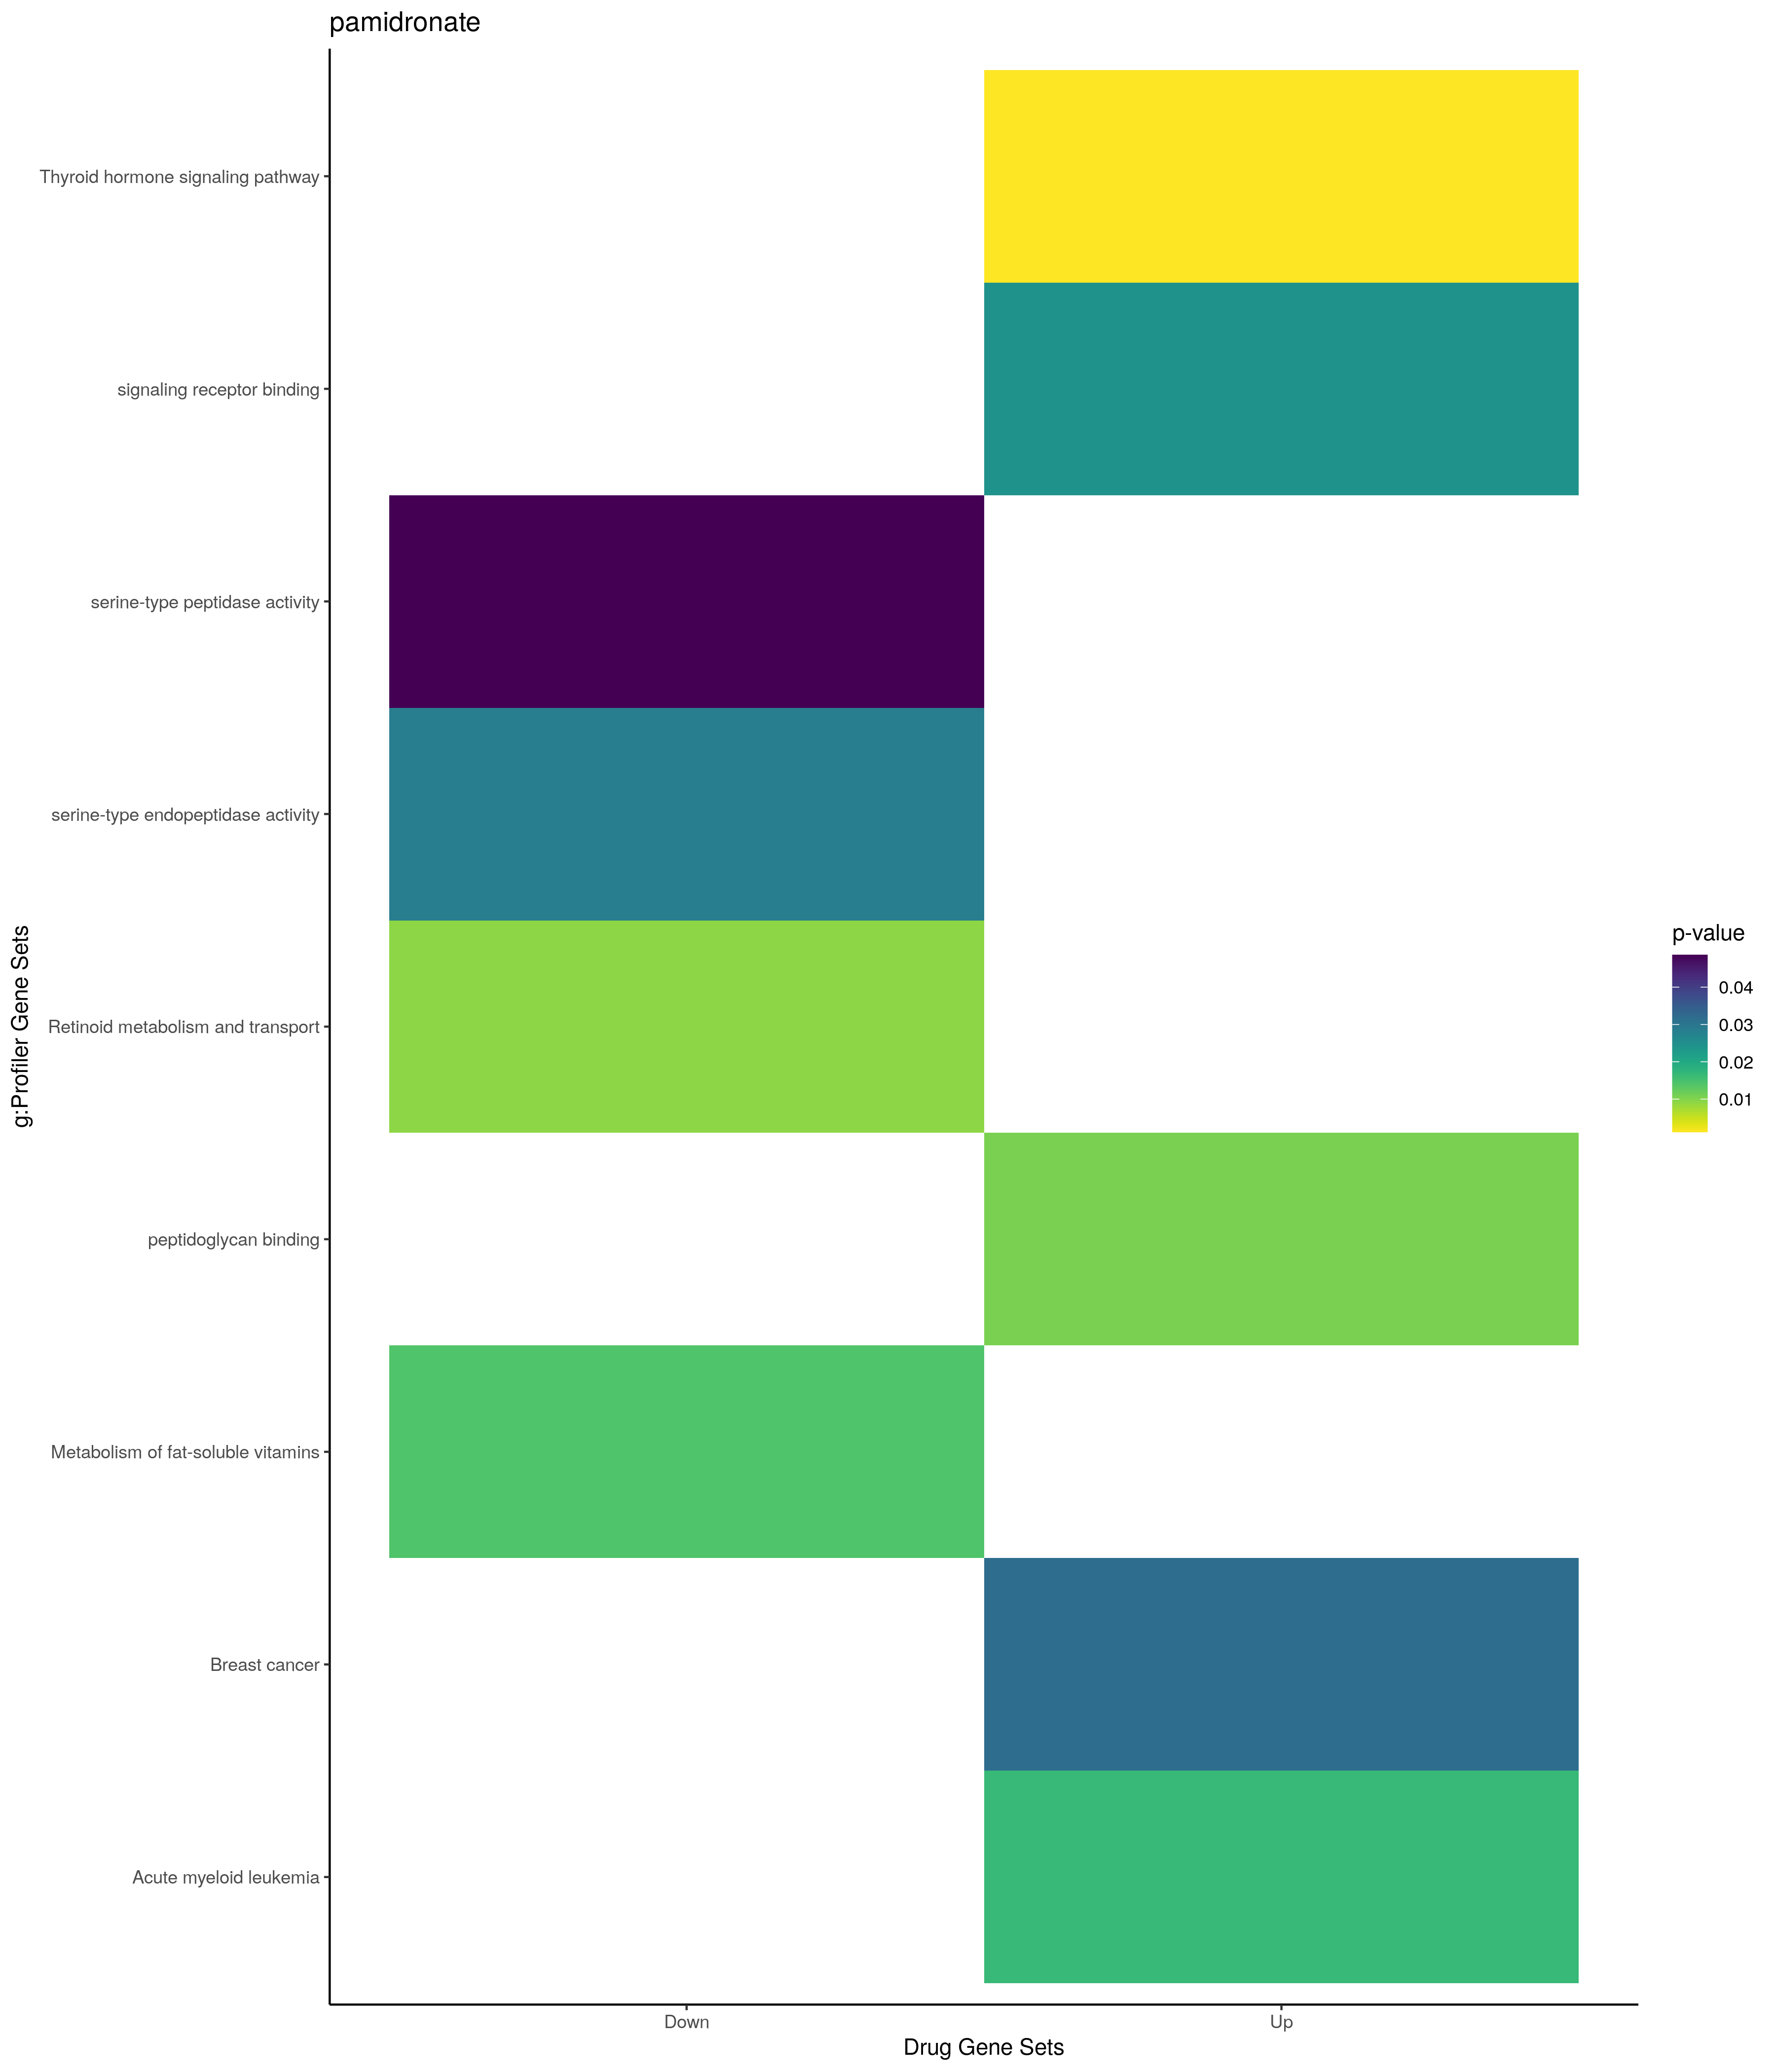 pamidronate
Thyroid hormone signaling pathway
signaling receptor binding
serine-type peptidase activity
serine-type endopeptidase activity
Retinoid metabolism and transport
peptidoglycan binding
Metabolism of fat-soluble vitamins
Breast cancer
Acute myeloid leukemia
g:Profiler Gene Sets
Down
Up
Drug Gene Sets
p-value
0.04
0.03
0.02
0.01